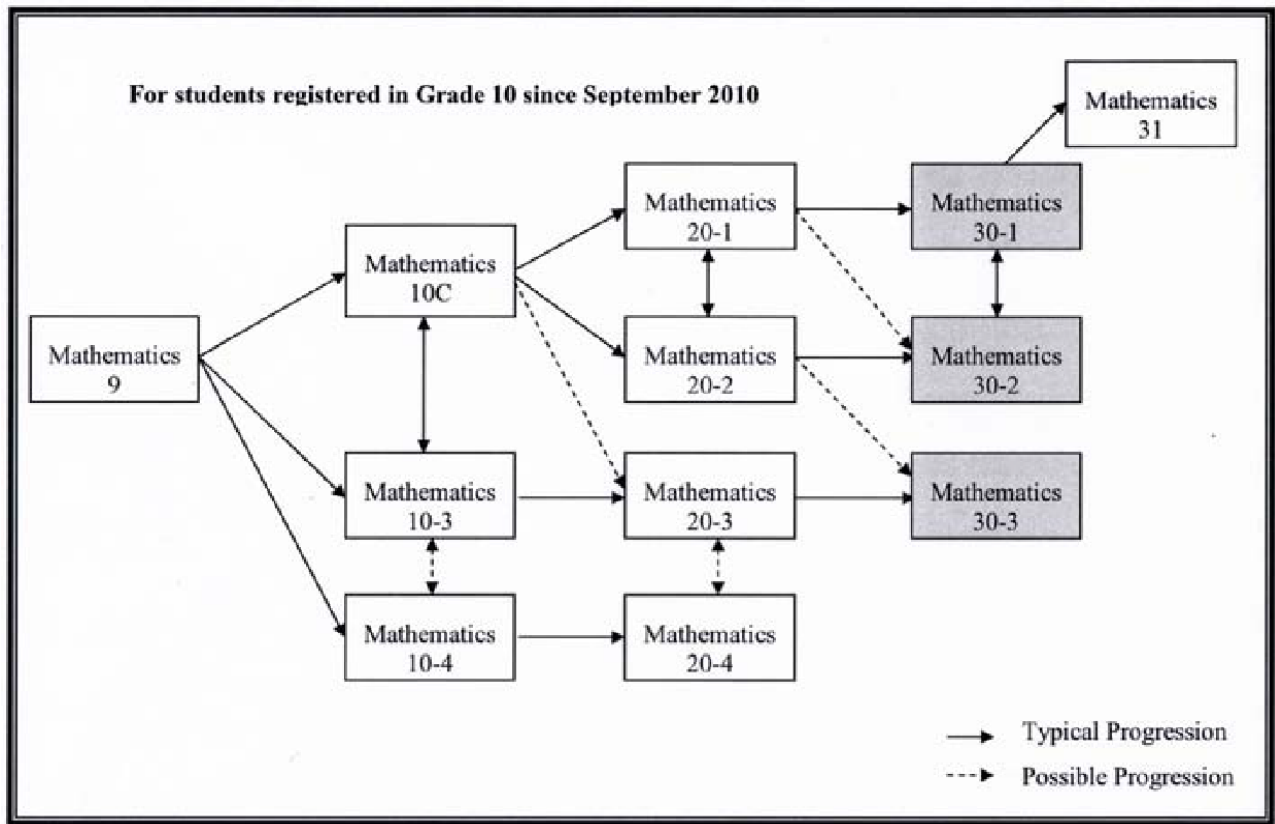 For students registered in Grade 10 since September 2010
Mathematics
31
Mathematics
20-1
Mathematics
30-1
Mathematics
10C
Mathematics
9
Mathematics
20-2
Mathematics
30-2
Mathematics
10-3
Mathematics
20-3
Mathematics
30-3
Mathematics
10-4
Mathematics
20-4
Typical Progression
Possible Progression